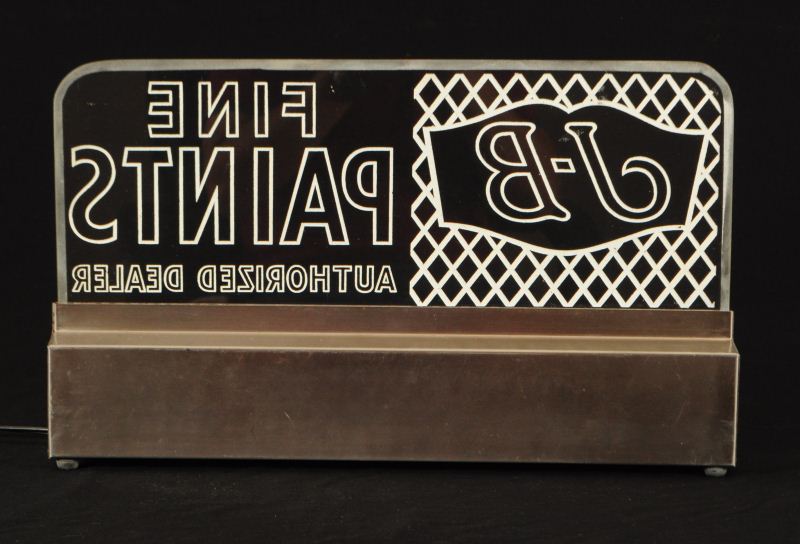 J-B
FINE
PAINTS
AUTHORIZED DEALER